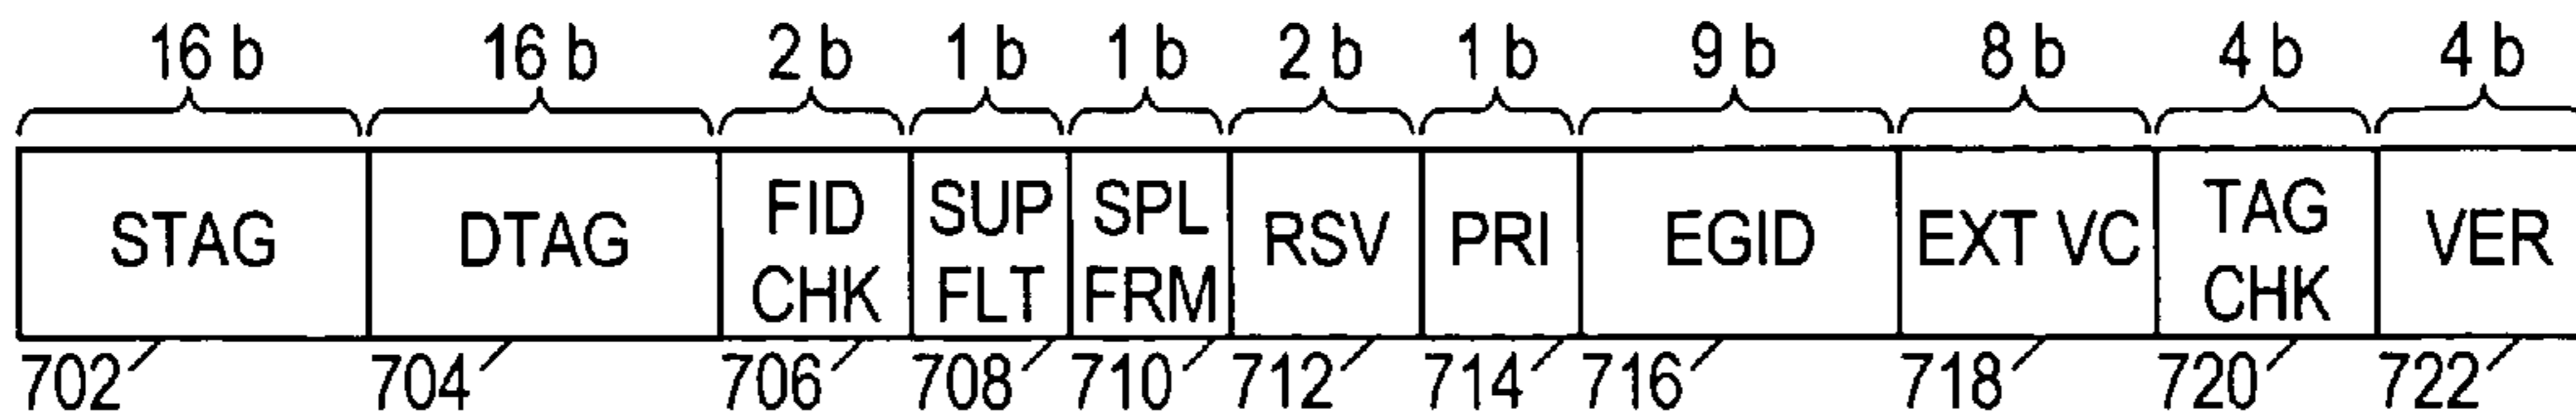 16 b 16 b 2 b 1 b 1 b 2 b 1 b 9 b 8 b 4 b 4 b
STAG
DTAG
FID
CHK
SUP
FLT
SPL
FRM
RSV
PRI
EGID
EXT VC
TAG
CHK
VER
702 704 706 708 710 712 714 716 718 720 722